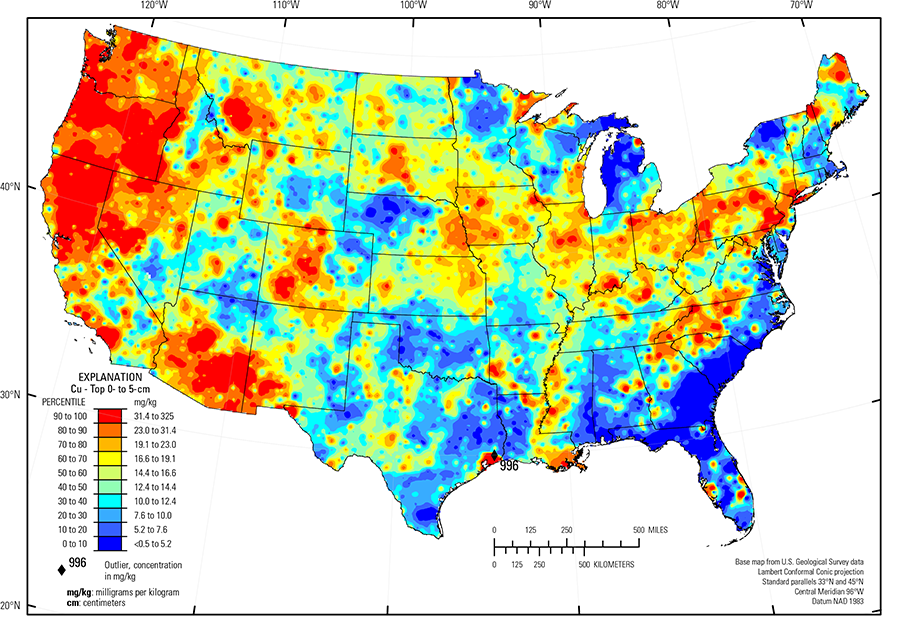 120°W 110°W 100°W 90°W 80°W 70°W
40°N
30°N
20°N
996
EXPLANATION
Cu - Top 0- to 5-cm
PERCENTILE mg/kg
90 to 100 31.4 to 325
80 to 90 23.0 to 31.4
70 to 80 19.1 to 23.0
60 to 70 16.6 to 19.1
50 to 60 14.4 to 16.6
40 to 50 12.4 to 14.4
30 to 40 10.0 to 12.4
20 to 30 7.6 to 10.0
10 to 20 5.2 to 7.6
0 to 10 <0.5 to 5.2
996 Outlier, concentration
in mg/kg
mg/kg: milligrams per kilogram
cm: centimeters
0 125 250 500 MILES
0 125 250 500 KILOMETERS
Base map from U.S. Geological Survey data
Lambert Conformal Conic projection
Standard parallels 33°N and 45°N
Central Meridian 96°W
Datum NAD 1983